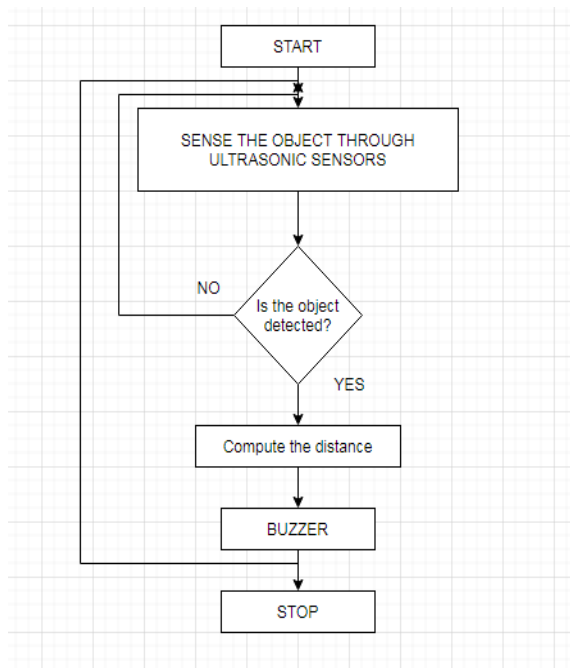 START
SENSE THE OBJECT THROUGH
ULTRASONIC SENSORS
NO
Is the object
detected?
YES
Compute the distance
BUZZER
STOP